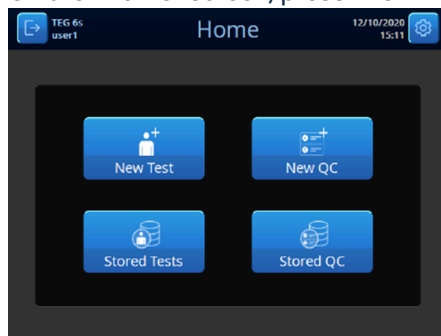 TEG 6s
user1
Home
12/10/2020
15:11
New Test
New QC
Stored Tests
Stored QC